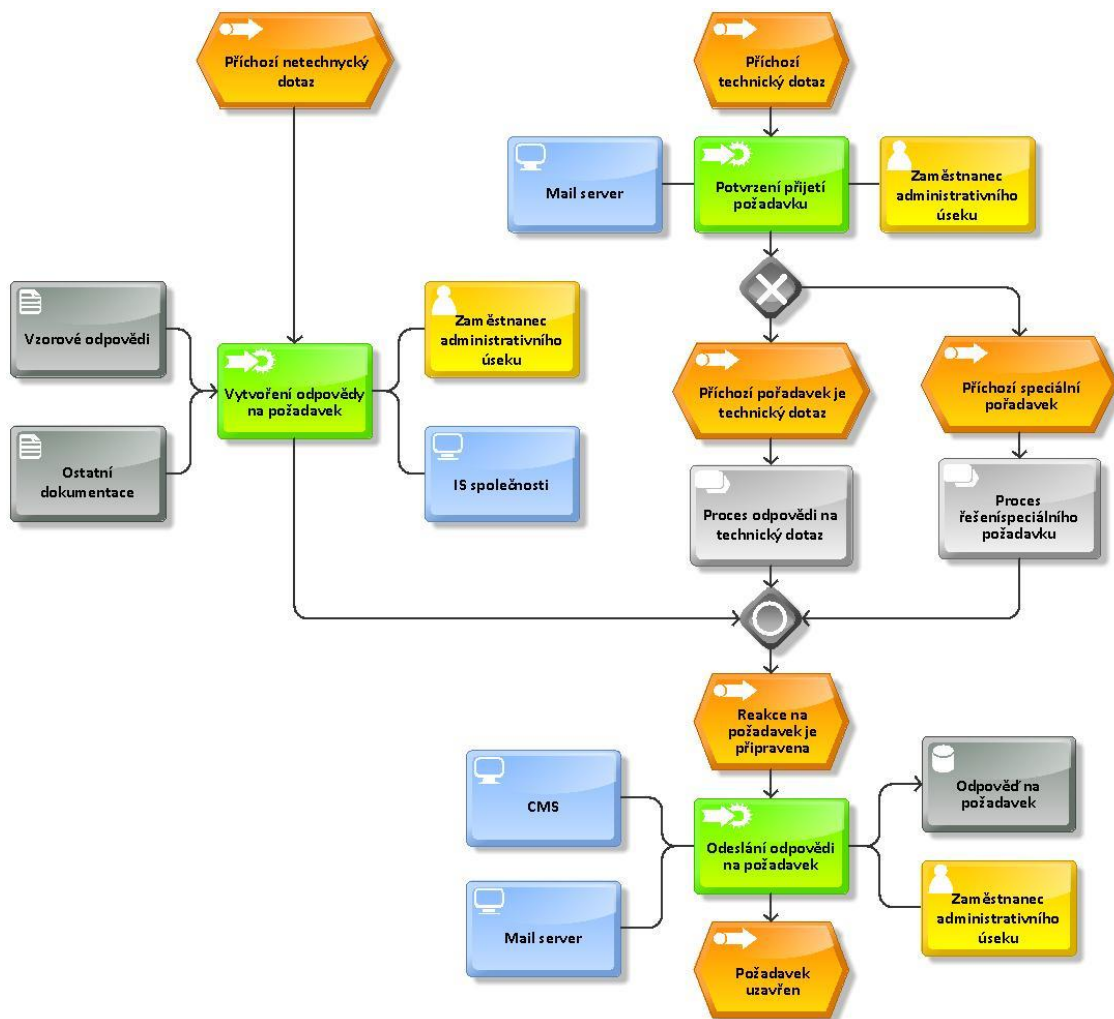 Příchozí netechnycký
dotaz
Příchozí
technický dotaz
Mail server
Potvrzení přijetí
požadavku
Zaměstnanec
administrativního
úseku
Vzorové odpovědi
Zaměstnanec
administrativního
úseku
Vytvoření odpovědy
na požadavek
Ostatní
dokumentace
IS společnosti
Příchozí pořadavek je
technický dotaz
Příchozí speciální
pořadavek
Proces odpovědi na
technický dotaz
Proces
řešeníspeciálního
požadavku
Reakce na
požadavek je
připravena
CMS
Odpověď na
požadavek
Odeslání odpovědi
na požadavek
Mail server
Zaměstnanec
administrativního
úseku
Požadavek
uzavřen